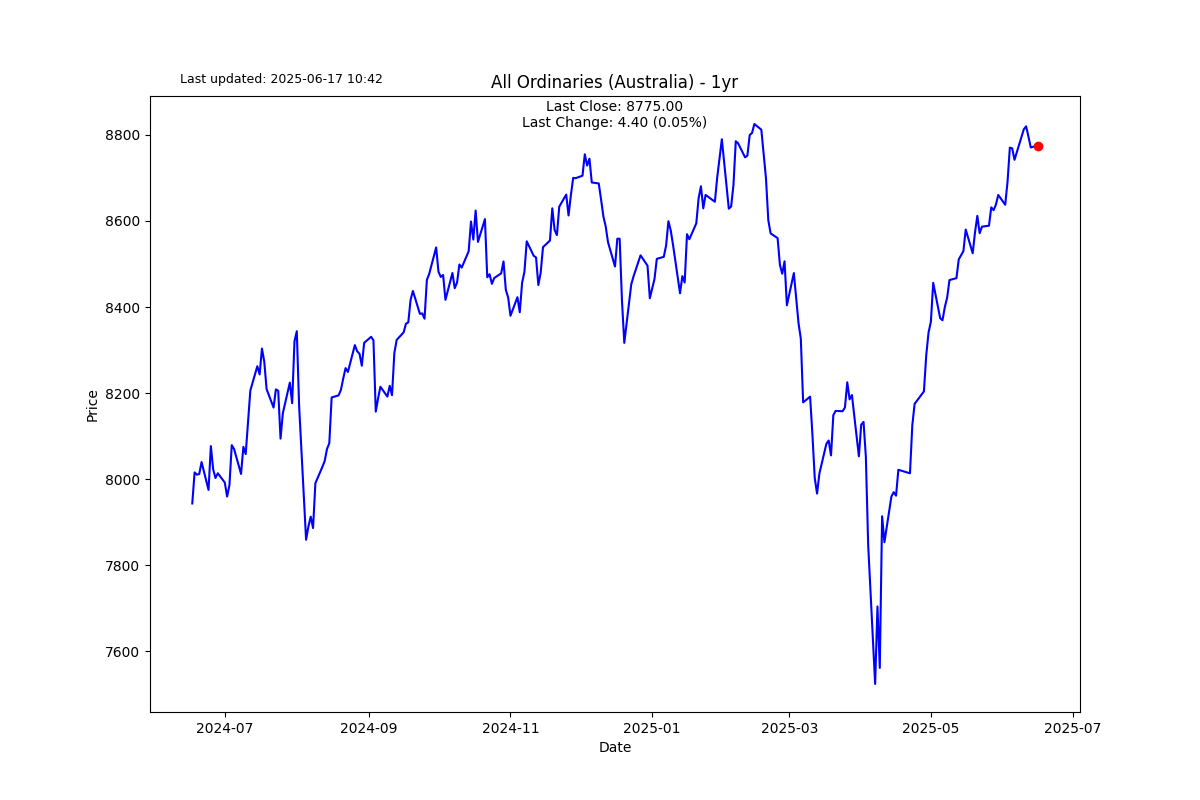 Last updated: 2025-06-17 10:42
All Ordinaries (Australia) - 1yr
Last Close: 8775.00
Last Change: 4.40 (0.05%)
Price
8800
8600
8400
8200
8000
7800
7600
2024-07
2024-09
2024-11
2025-01
2025-03
2025-05
2025-07
Date